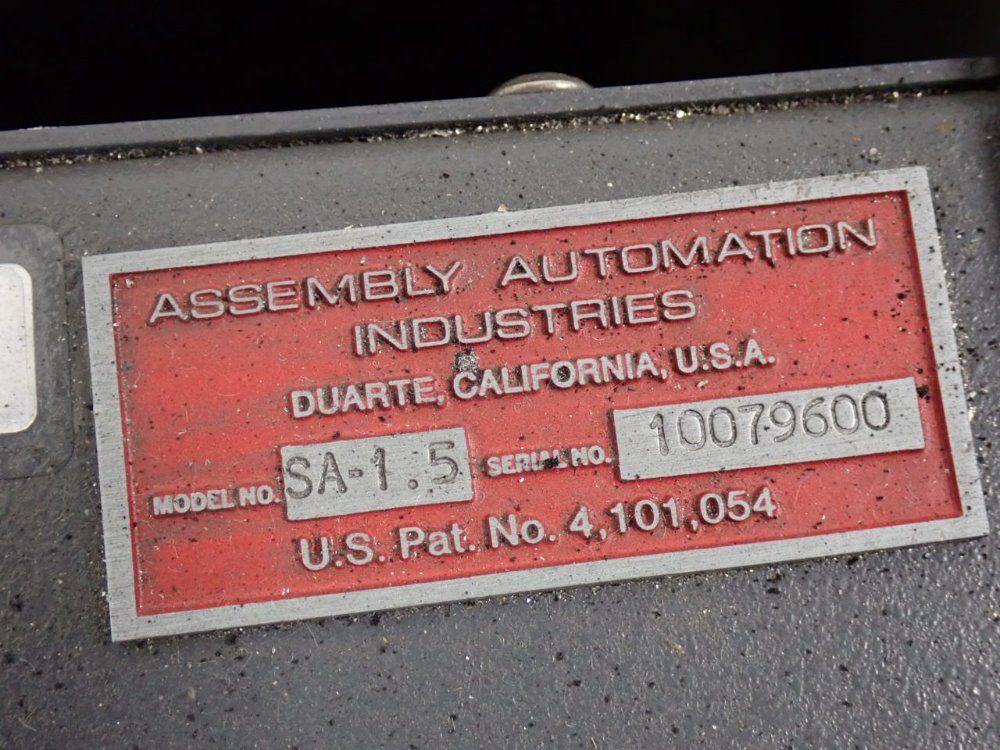 ASSEMBLY AUTOMATION
INDUSTRIES
DUARTE, CALIFORNIA, U.S.A.
MODEL NO. SA-1.5 SERIAL NO. 10079600
U.S. Pat. No. 4,101,054